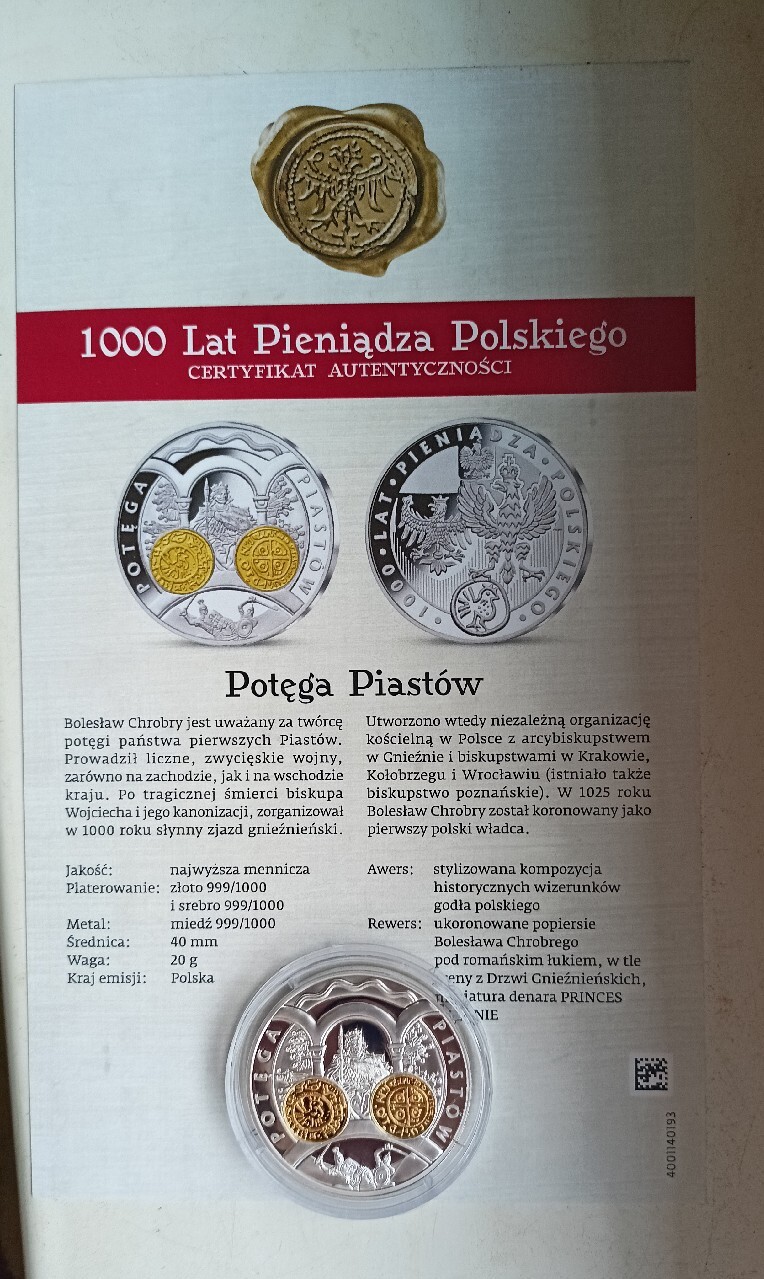 1000 Lat Pieniądza Polskiego
CERTYFIKAT AUTENTYCZNOŚCI
POTĘGA PIASTÓW
1000 · LAT · PIENIĄDZA · POLSKIEGO ·
Potęga Piastów
Bolesław Chrobry jest uważany za twórcę
potęgi państwa pierwszych Piastów.
Prowadził liczne, zwycięskie wojny,
zarówno na zachodzie, jak i na wschodzie
kraju. Po tragicznej śmierci biskupa
Wojciecha i jego kanonizacji, zorganizował
w 1000 roku słynny zjazd gnieźnieński.
Utworzono wtedy niezależną organizację
kościelną w Polsce z arcybiskupstwem
w Gnieźnie i biskupstwami w Krakowie,
Kołobrzegu i Wrocławiu (istniało także
biskupstwo poznańskie). W 1025 roku
Bolesław Chrobry został koronowany jako
pierwszy polski władca.
Jakość: najwyższa mennicza
Platerowanie: złoto 999/1000
i srebro 999/1000
Metal: miedź 999/1000
Średnica: 40 mm
Waga: 20 g
Kraj emisji: Polska
Awers: stylizowana kompozycja
historycznych wizerunków
godła polskiego
Rewers: ukoronowane popiersie
Bolesława Chrobrego
pod romańskim łukiem, w tle
ceny z Drzwi Gnieźnieńskich,
iatura denara PRINCES
NIE
POTĘGA PIASTÓW
4001140193